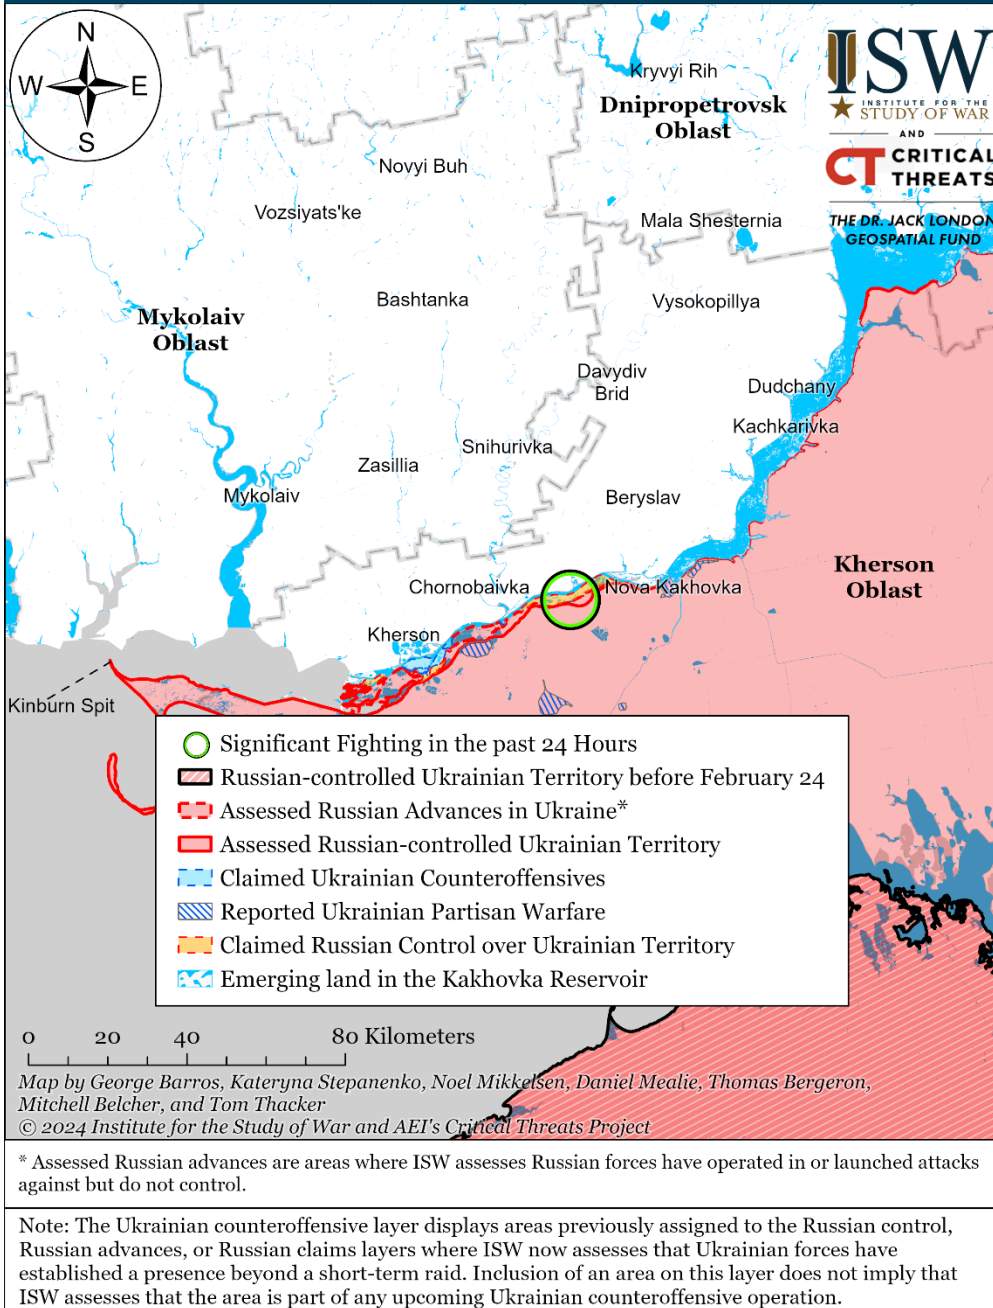 N
W E
S
ISW
INSTITUTE FOR THE
STUDY OF WAR
AND
CT CRITICAL
THREATS
THE DR. JACK LONDON
GEOSPATIAL FUND
Kryvyi Rih
Dnipropetrovsk
Oblast
Novyi Buh
Vozsiyats'ke
Mala Shesternia
Bashtanka
Vysokopillya
Mykolaiv
Oblast
Davydiv
Brid
Dudchany
Kachkarivka
Snihurivka
Zasillia
Mykolaiv
Beryslav
Kherson
Oblast
Chornobaivka
Nova Kakhovka
Kherson
Kinburn Spit
Significant Fighting in the past 24 Hours
Russian-controlled Ukrainian Territory before February 24
Assessed Russian Advances in Ukraine*
Assessed Russian-controlled Ukrainian Territory
Claimed Ukrainian Counteroffensives
Reported Ukrainian Partisan Warfare
Claimed Russian Control over Ukrainian Territory
Emerging land in the Kakhovka Reservoir
0 20 40 80 Kilometers
Map by George Barros, Kateryna Stepanenko, Noel Mikkelsen, Daniel Mealie, Thomas Bergeron,
Mitchell Belcher, and Tom Thacker
© 2024 Institute for the Study of War and AEI's Critical Threats Project
* Assessed Russian advances are areas where ISW assesses Russian forces have operated in or launched attacks
against but do not control.
Note: The Ukrainian counteroffensive layer displays areas previously assigned to the Russian control,
Russian advances, or Russian claims layers where ISW now assesses that Ukrainian forces have
established a presence beyond a short-term raid. Inclusion of an area on this layer does not imply that
ISW assesses that the area is part of any upcoming Ukrainian counteroffensive operation.